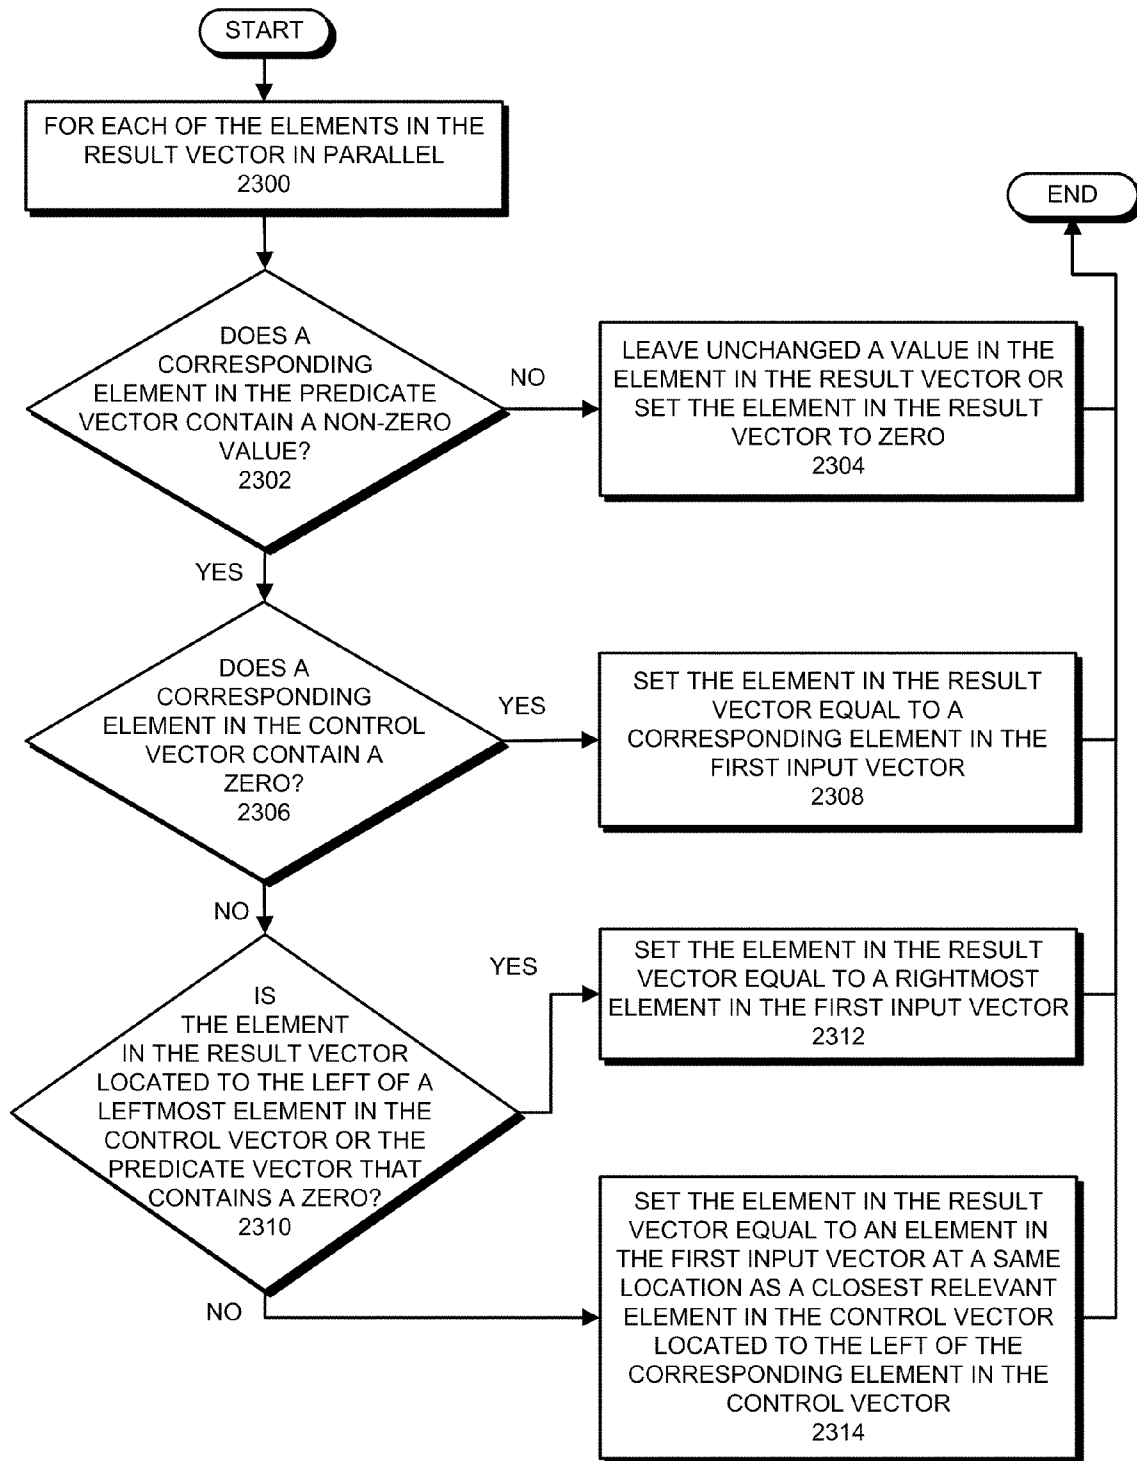 START
FOR EACH OF THE ELEMENTS IN THE
RESULT VECTOR IN PARALLEL
2300
END
DOES A
CORRESPONDING
ELEMENT IN THE PREDICATE
VECTOR CONTAIN A NON-ZERO
VALUE?
2302
NO
LEAVE UNCHANGED A VALUE IN THE
ELEMENT IN THE RESULT VECTOR OR
SET THE ELEMENT IN THE RESULT
VECTOR TO ZERO
2304
YES
DOES A
CORRESPONDING
ELEMENT IN THE CONTROL
VECTOR CONTAIN A
ZERO?
2306
YES
SET THE ELEMENT IN THE RESULT
VECTOR EQUAL TO A
CORRESPONDING ELEMENT IN THE
FIRST INPUT VECTOR
2308
NO
IS
THE ELEMENT
IN THE RESULT VECTOR
LOCATED TO THE LEFT OF A
LEFTMOST ELEMENT IN THE
CONTROL VECTOR OR THE
PREDICATE VECTOR THAT
CONTAINS A ZERO?
2310
YES
SET THE ELEMENT IN THE RESULT
VECTOR EQUAL TO A RIGHTMOST
ELEMENT IN THE FIRST INPUT VECTOR
2312
NO
SET THE ELEMENT IN THE RESULT
VECTOR EQUAL TO AN ELEMENT IN
THE FIRST INPUT VECTOR AT A SAME
LOCATION AS A CLOSEST RELEVANT
ELEMENT IN THE CONTROL VECTOR
LOCATED TO THE LEFT OF THE
CORRESPONDING ELEMENT IN THE
CONTROL VECTOR
2314